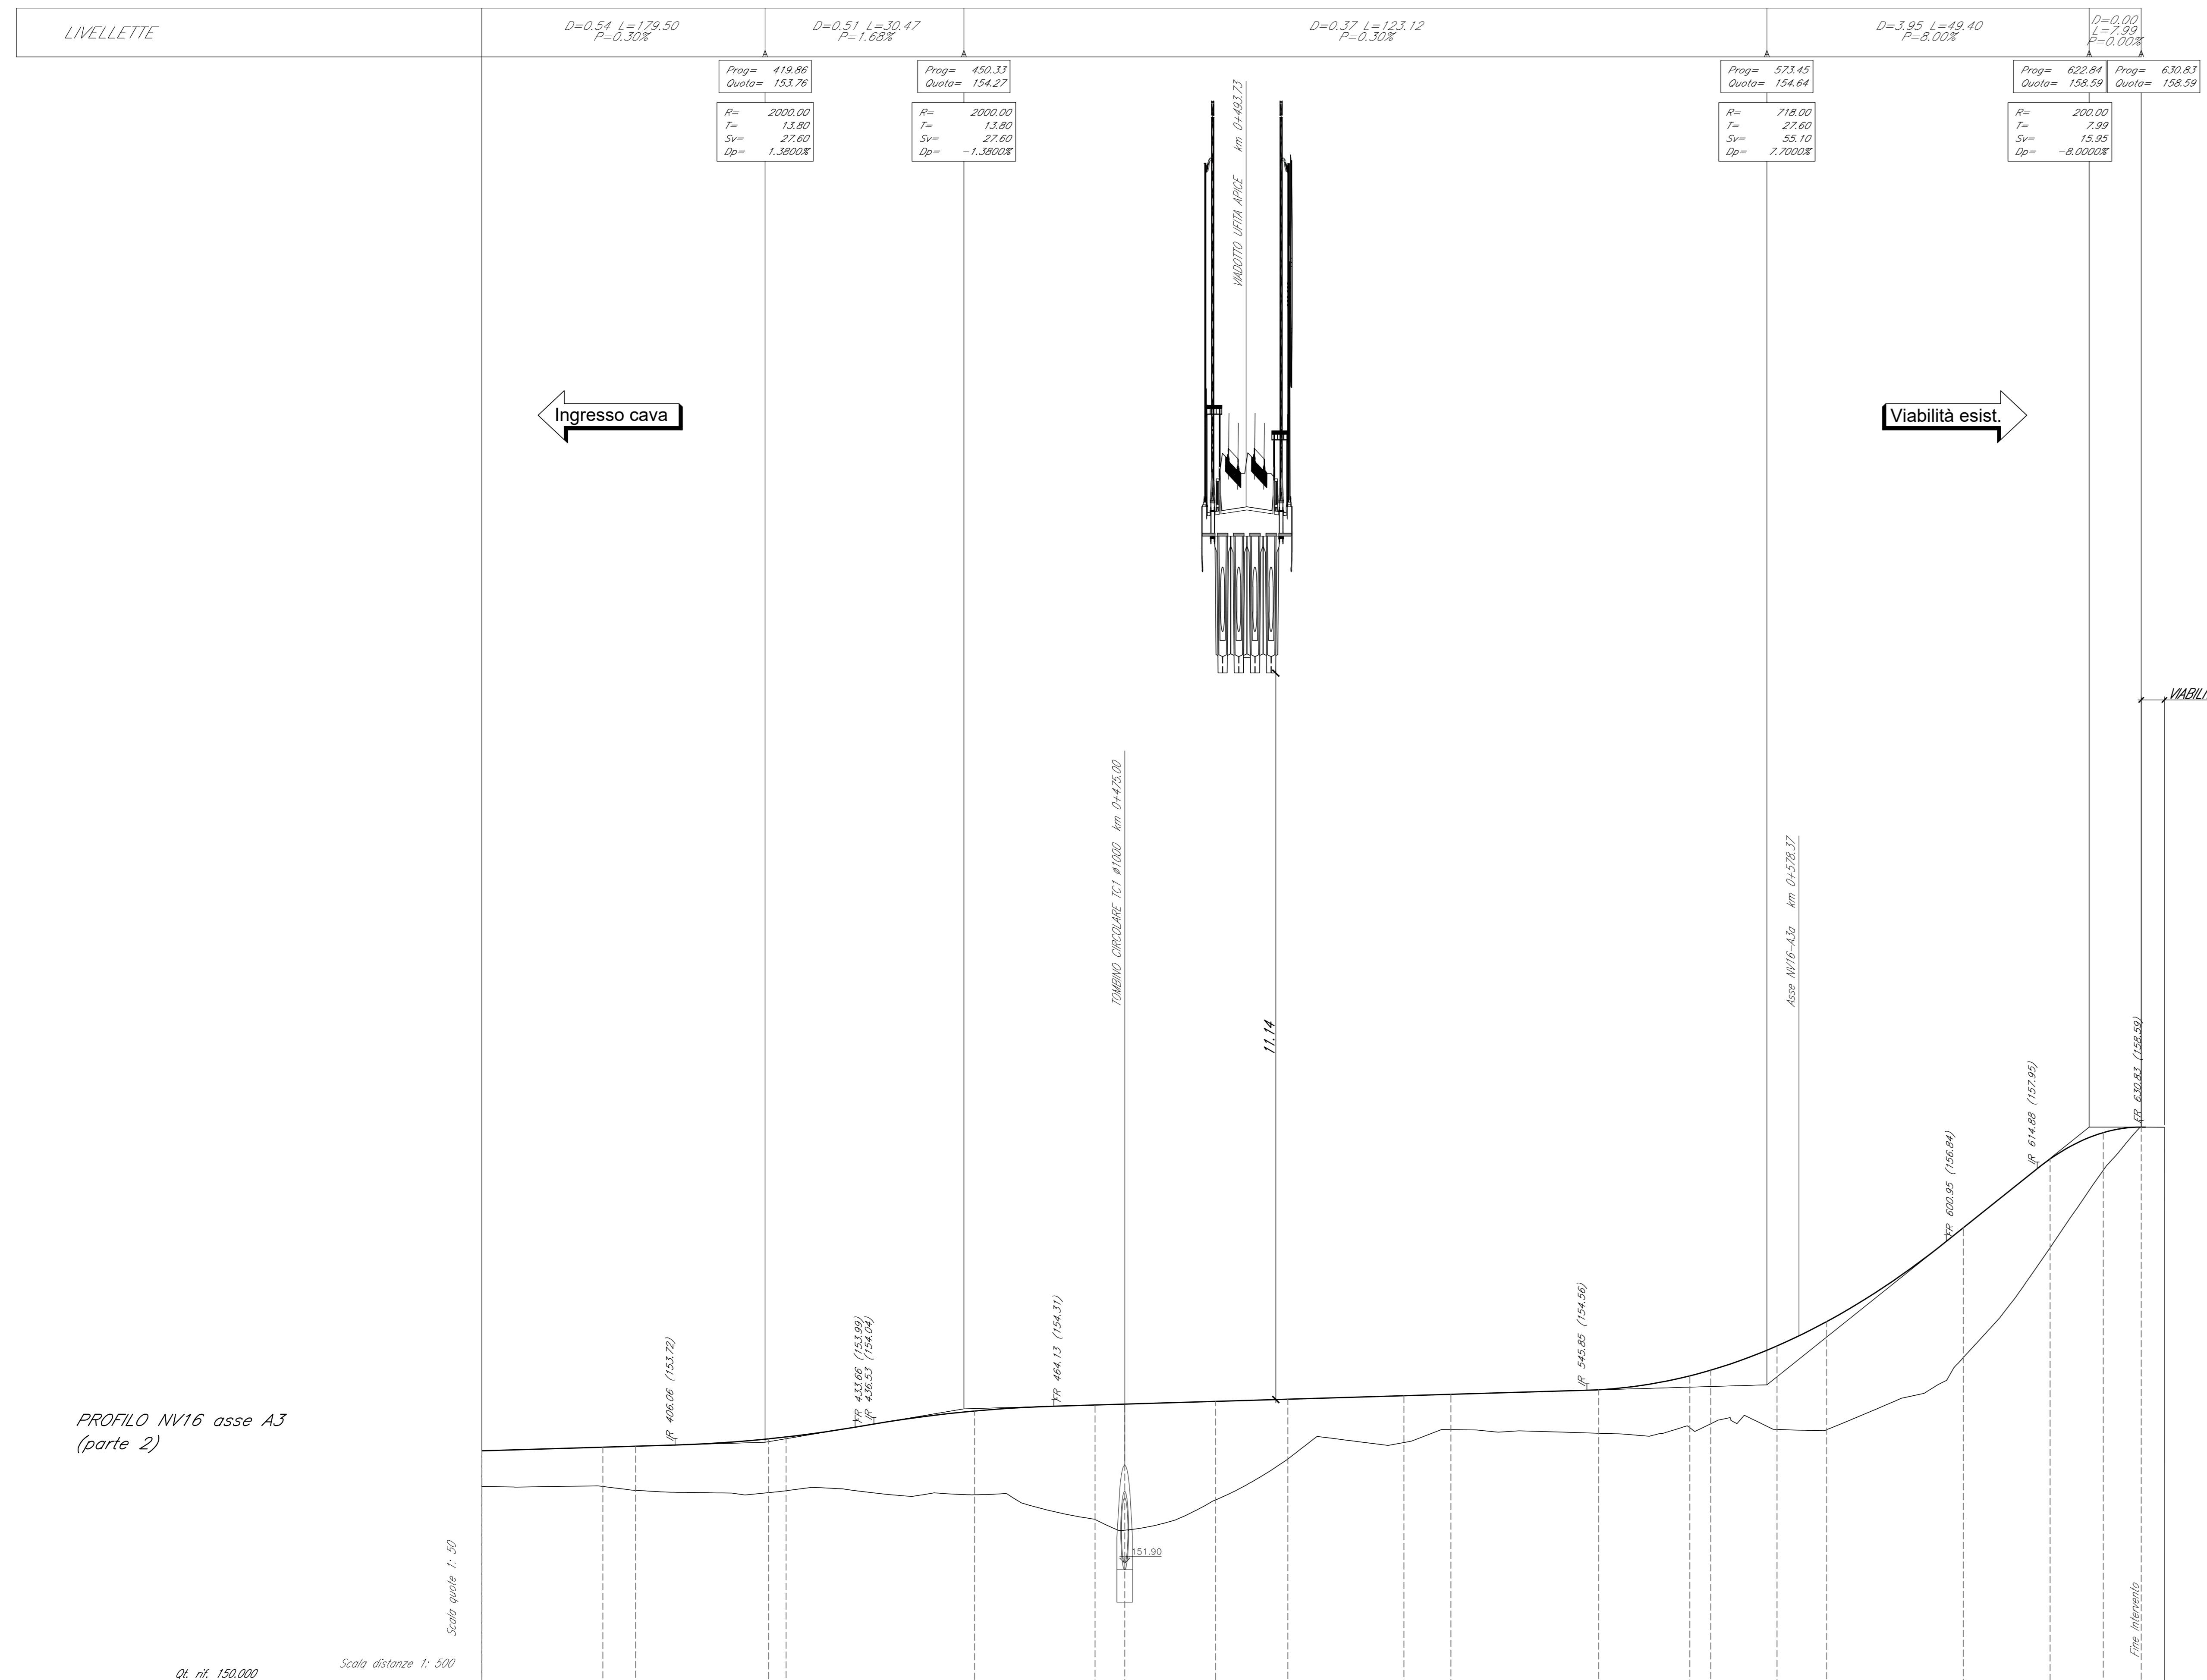 LIVELLETTE
D=0.54 L=179.50
P=0.30%
D=0.51 L=30.47
P=1.68%
D=0.37 L=123.12
P=0.30%
D=3.95 L=49.40
P=8.00%
D=0.00
L=7.99
P=0.00%
Prog= 419.86
Quota= 153.76
Prog= 450.33
Quota= 154.27
Prog= 573.45
Quota= 154.64
Prog= 622.84
Quota= 158.59
Prog= 630.83
Quota= 158.59
R= 2000.00
T= 13.80
Sv= 27.60
Dp= 1.3800%
R= 2000.00
T= 13.80
Sv= 27.60
Dp= -1.3800%
R= 718.00
T= 27.60
Sv= 55.10
Dp= 7.7000%
R= 200.00
T= 7.99
Sv= 15.95
Dp= -8.0000%
VIADOTTO UFITA APICE km 0+493.73
Ingresso cava
Viabilità esist.
VIABILI
TOMBINO CIRCOLARE TC1 ø1000 km 0+475.00
Asse NV16-A3a km 0+578.37
11.14
IR 406.06 (153.72)
FR 433.66 (153.99)
IR 436.53 (154.04)
FR 464.13 (154.31)
IR 545.85 (154.56)
FR 600.95 (156.84)
IR 614.88 (157.95)
FR 630.83 (158.59)
PROFILO NV16 asse A3
(parte 2)
151.90
Scala quote 1: 50
Fine Intervento
Scala distanze 1: 500
Qt. rif. 150.000